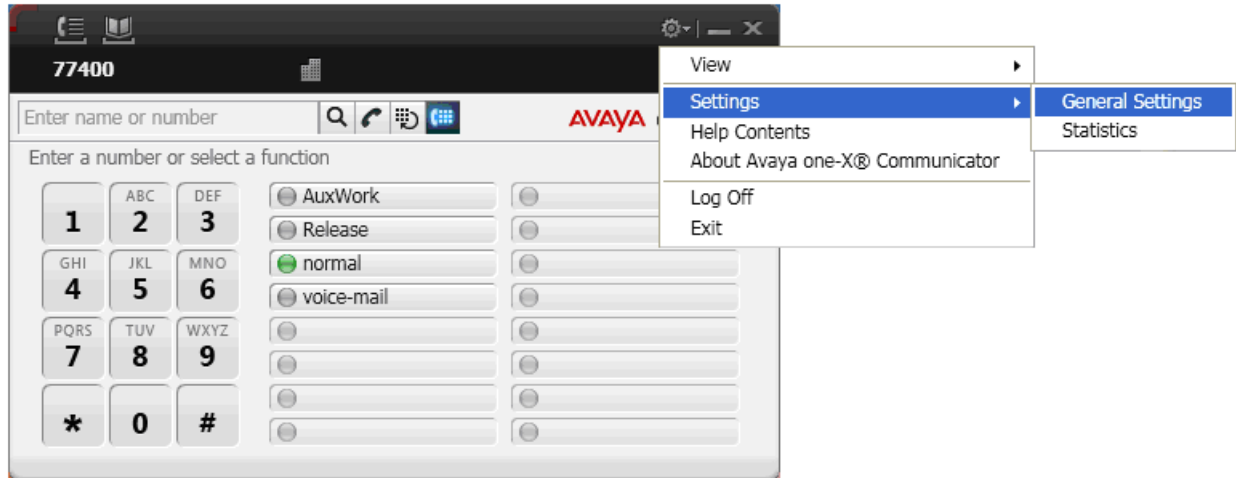 77400
View
Enter name or number
AVAYA
Settings
General Settings
Help Contents
Statistics
About Avaya one-X® Communicator
Enter a number or select a function
Log Off
Exit
1
ABC
2
DEF
3
AuxWork
Release
GHI
4
JKL
5
MNO
6
normal
voice-mail
PQRS
7
TUV
8
WXYZ
9
*
0
#